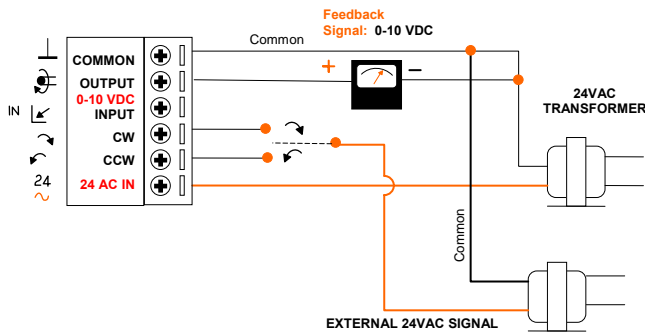 Feedback
Signal: 0-10 VDC
Common
COMMON
OUTPUT
+
−
0-10 VDC
INPUT
IN
CW
CCW
24
24 AC IN
24VAC
TRANSFORMER
Common
EXTERNAL 24VAC SIGNAL